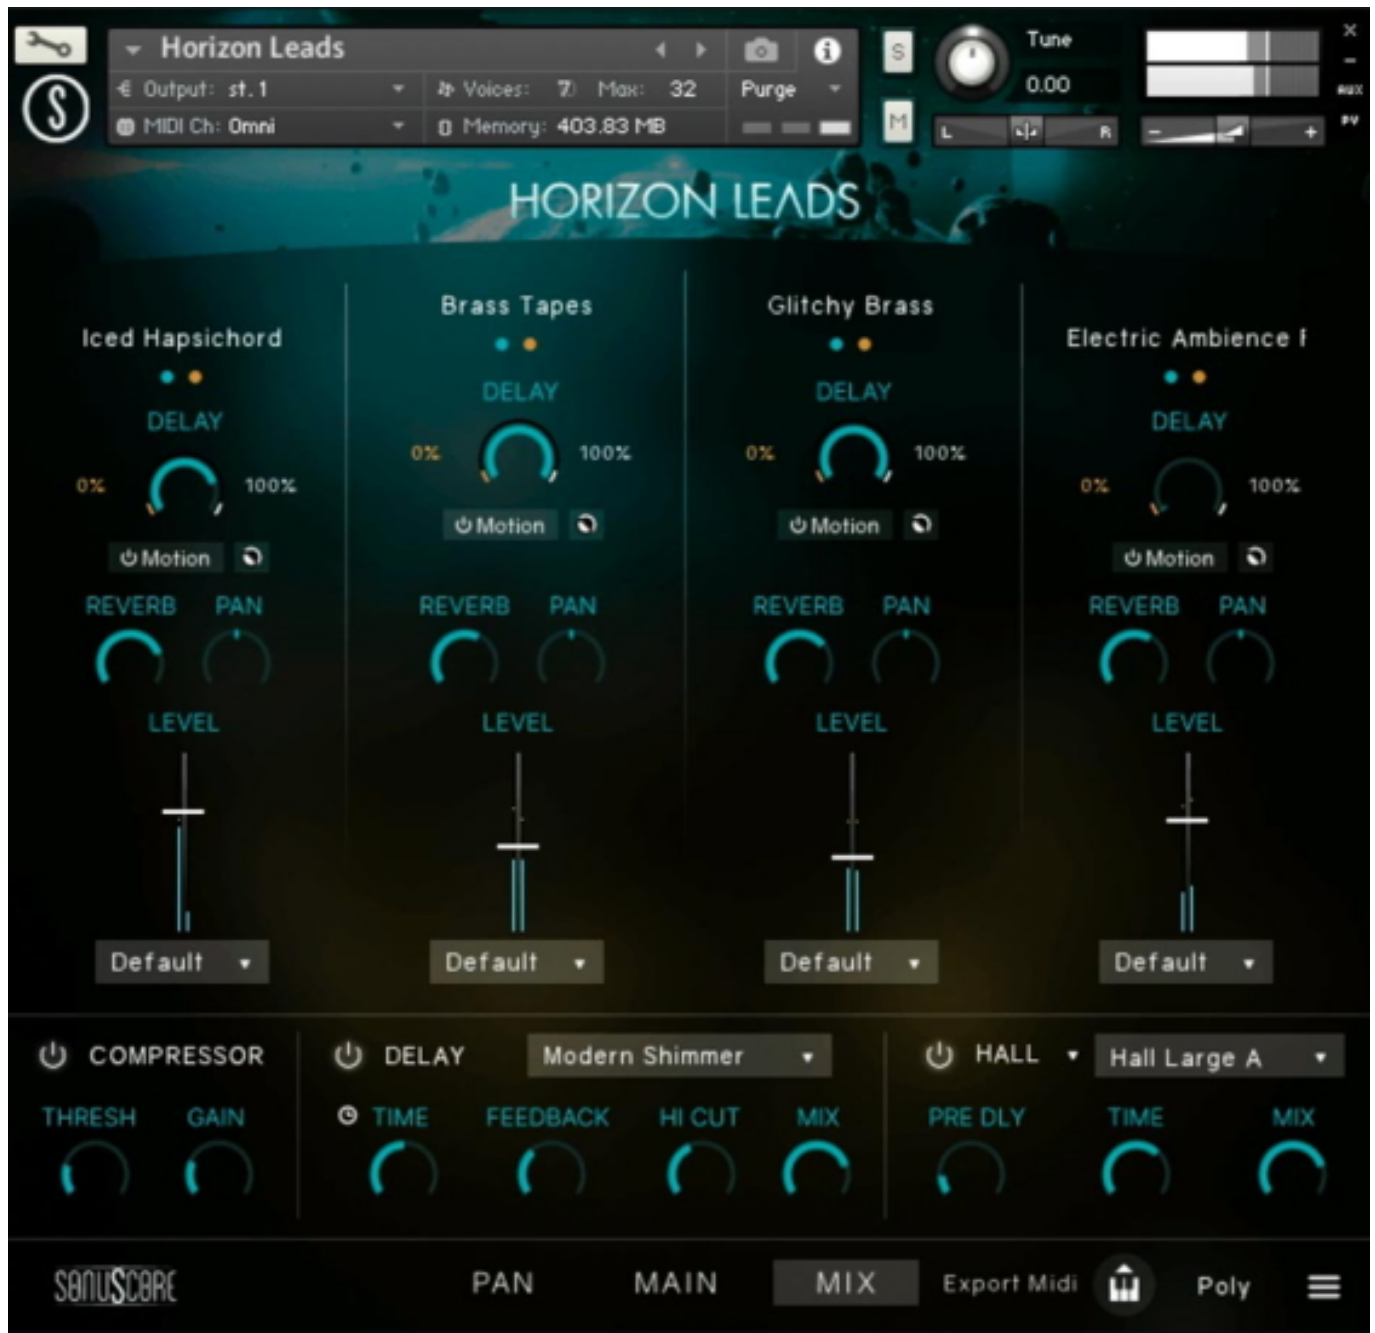 Horizon Leads
Output: st.1
Voices: 7 Max: 32
Purge
MIDI Ch: Omni
Memory: 403.83 MB
S
M
Tune
0.00
L R
- +
×
-
AUX
PV
HORIZON LEADS
Iced Hapsichord
DELAY
0% 100%
Motion
REVERB PAN
LEVEL
Default
Brass Tapes
DELAY
0% 100%
Motion
REVERB PAN
LEVEL
Default
Glitchy Brass
DELAY
0% 100%
Motion
REVERB PAN
LEVEL
Default
Electric Ambience
DELAY
0% 100%
Motion
REVERB PAN
LEVEL
Default
COMPRESSOR
THRESH GAIN
DELAY Modern Shimmer
TIME FEEDBACK HI CUT MIX
HALL Hall Large A
PRE DLY TIME MIX
SONUSCORE
PAN MAIN MIX Export Midi Poly